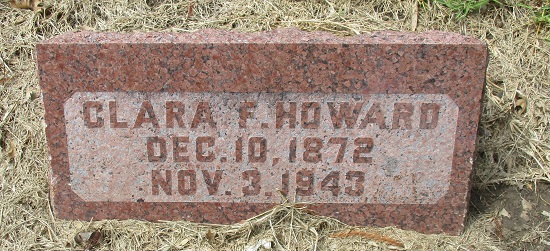 CLARA F. HOWARD
DEC. 10, 1872
NOV. 3, 1943